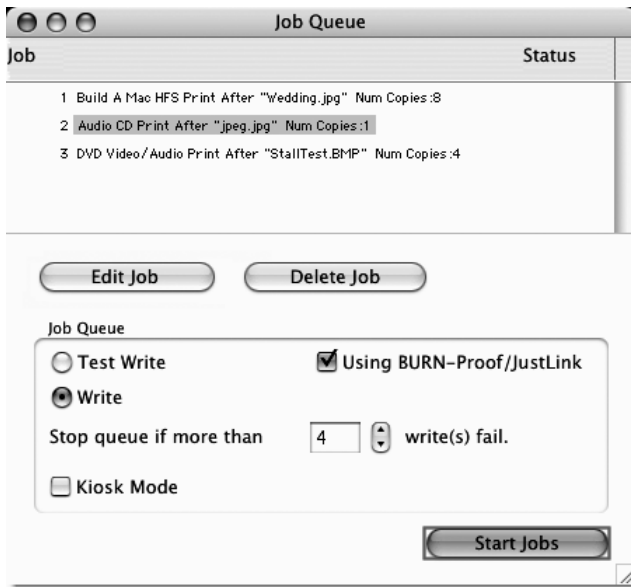 Job Queue
Job Status
1 Build A Mac HFS Print After "Wedding.jpg" Num Copies:8
2 Audio CD Print After "jpeg.jpg" Num Copies:1
3 DVD Video/Audio Print After "StallTest.BMP" Num Copies:4
Edit Job Delete Job
Job Queue
Test Write Using BURN-Proof/JustLink
Write
Stop queue if more than 4 write(s) fail.
Kiosk Mode
Start Jobs